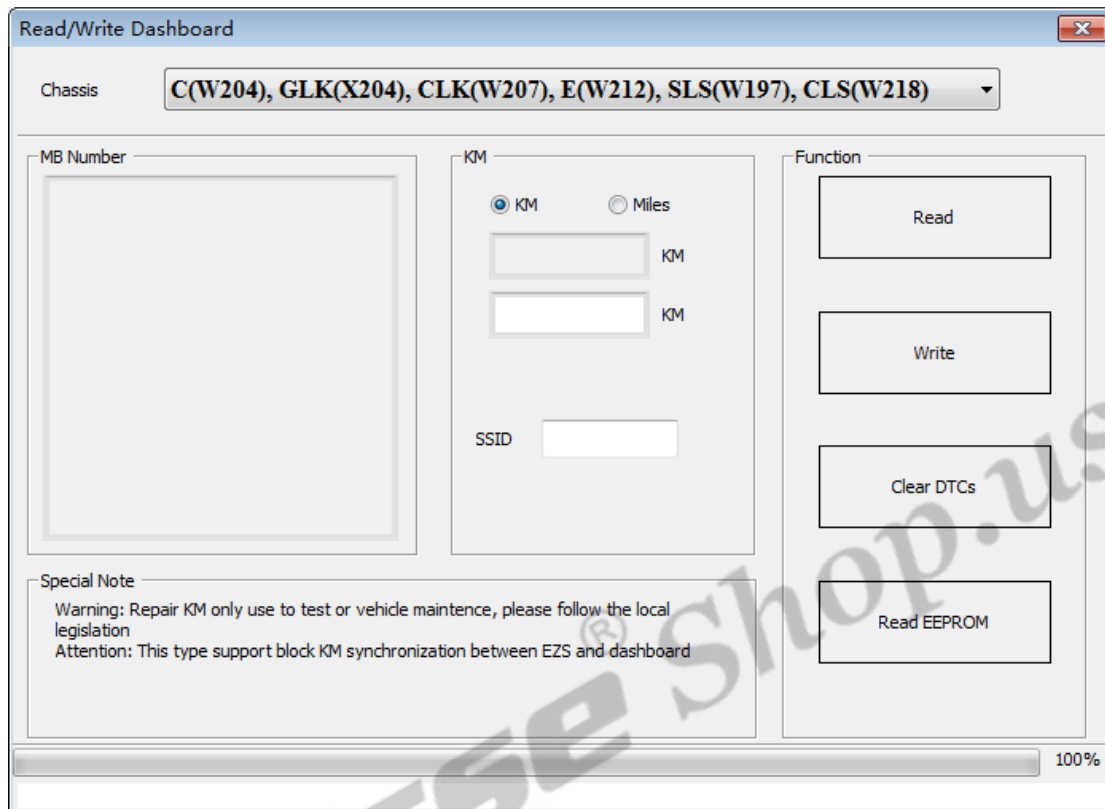 Read/Write Dashboard
Chassis
C(W204), GLK(X204), CLK(W207), E(W212), SLS(W197), CLS(W218)
MB Number
KM
KM
Miles
KM
KM
SSID
Function
Read
Write
Clear DTCs
Read EEPROM
Special Note
Warning: Repair KM only use to test or vehicle maintence, please follow the local
legislation
Attention: This type support block KM synchronization between EZS and dashboard
100%
® Shop.us